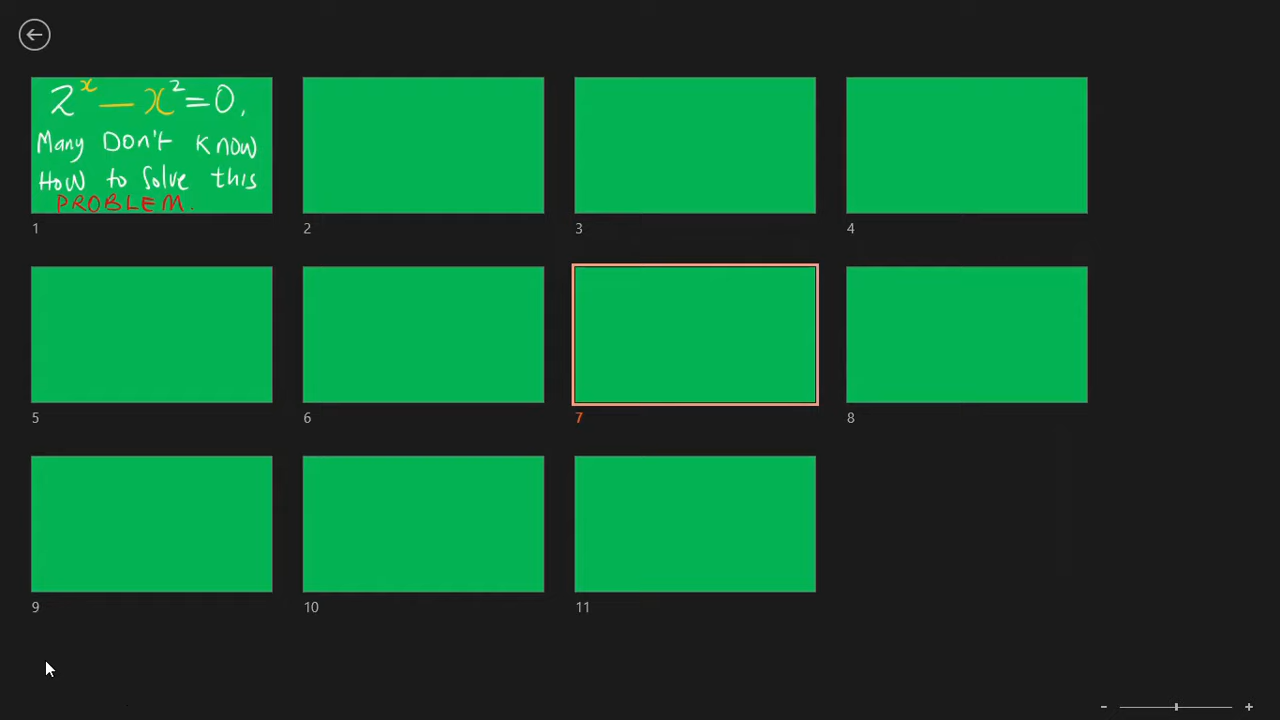 2^x – x² = 0,
Many Don't know
How to Solve this
PROBLEM.
1
2
3
4
5
6
7
8
9
10
11